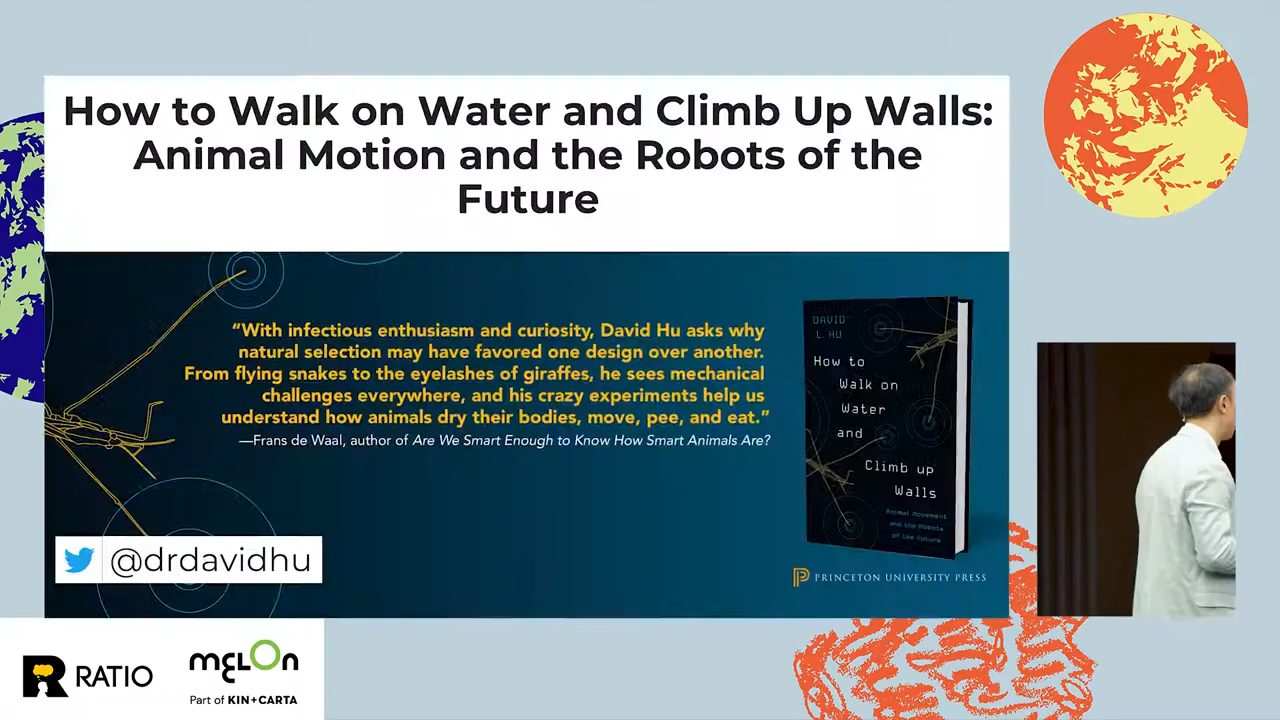 How to Walk on Water and Climb Up Walls:
Animal Motion and the Robots of the
Future
“With infectious enthusiasm and curiosity, David Hu asks why
natural selection may have favored one design over another.
From flying snakes to the eyelashes of giraffes, he sees mechanical
challenges everywhere, and his crazy experiments help us
understand how animals dry their bodies, move, pee, and eat.”
—Frans de Waal, author of Are We Smart Enough to Know How Smart Animals Are?
DAVID
L. HU
How to
Walk on
Water
and
Climb up
Walls
Animal Movement
and the Robots
of the Future
PRINCETON UNIVERSITY PRESS
@drdavidhu
RATIO
melon
Part of KIN+CARTA